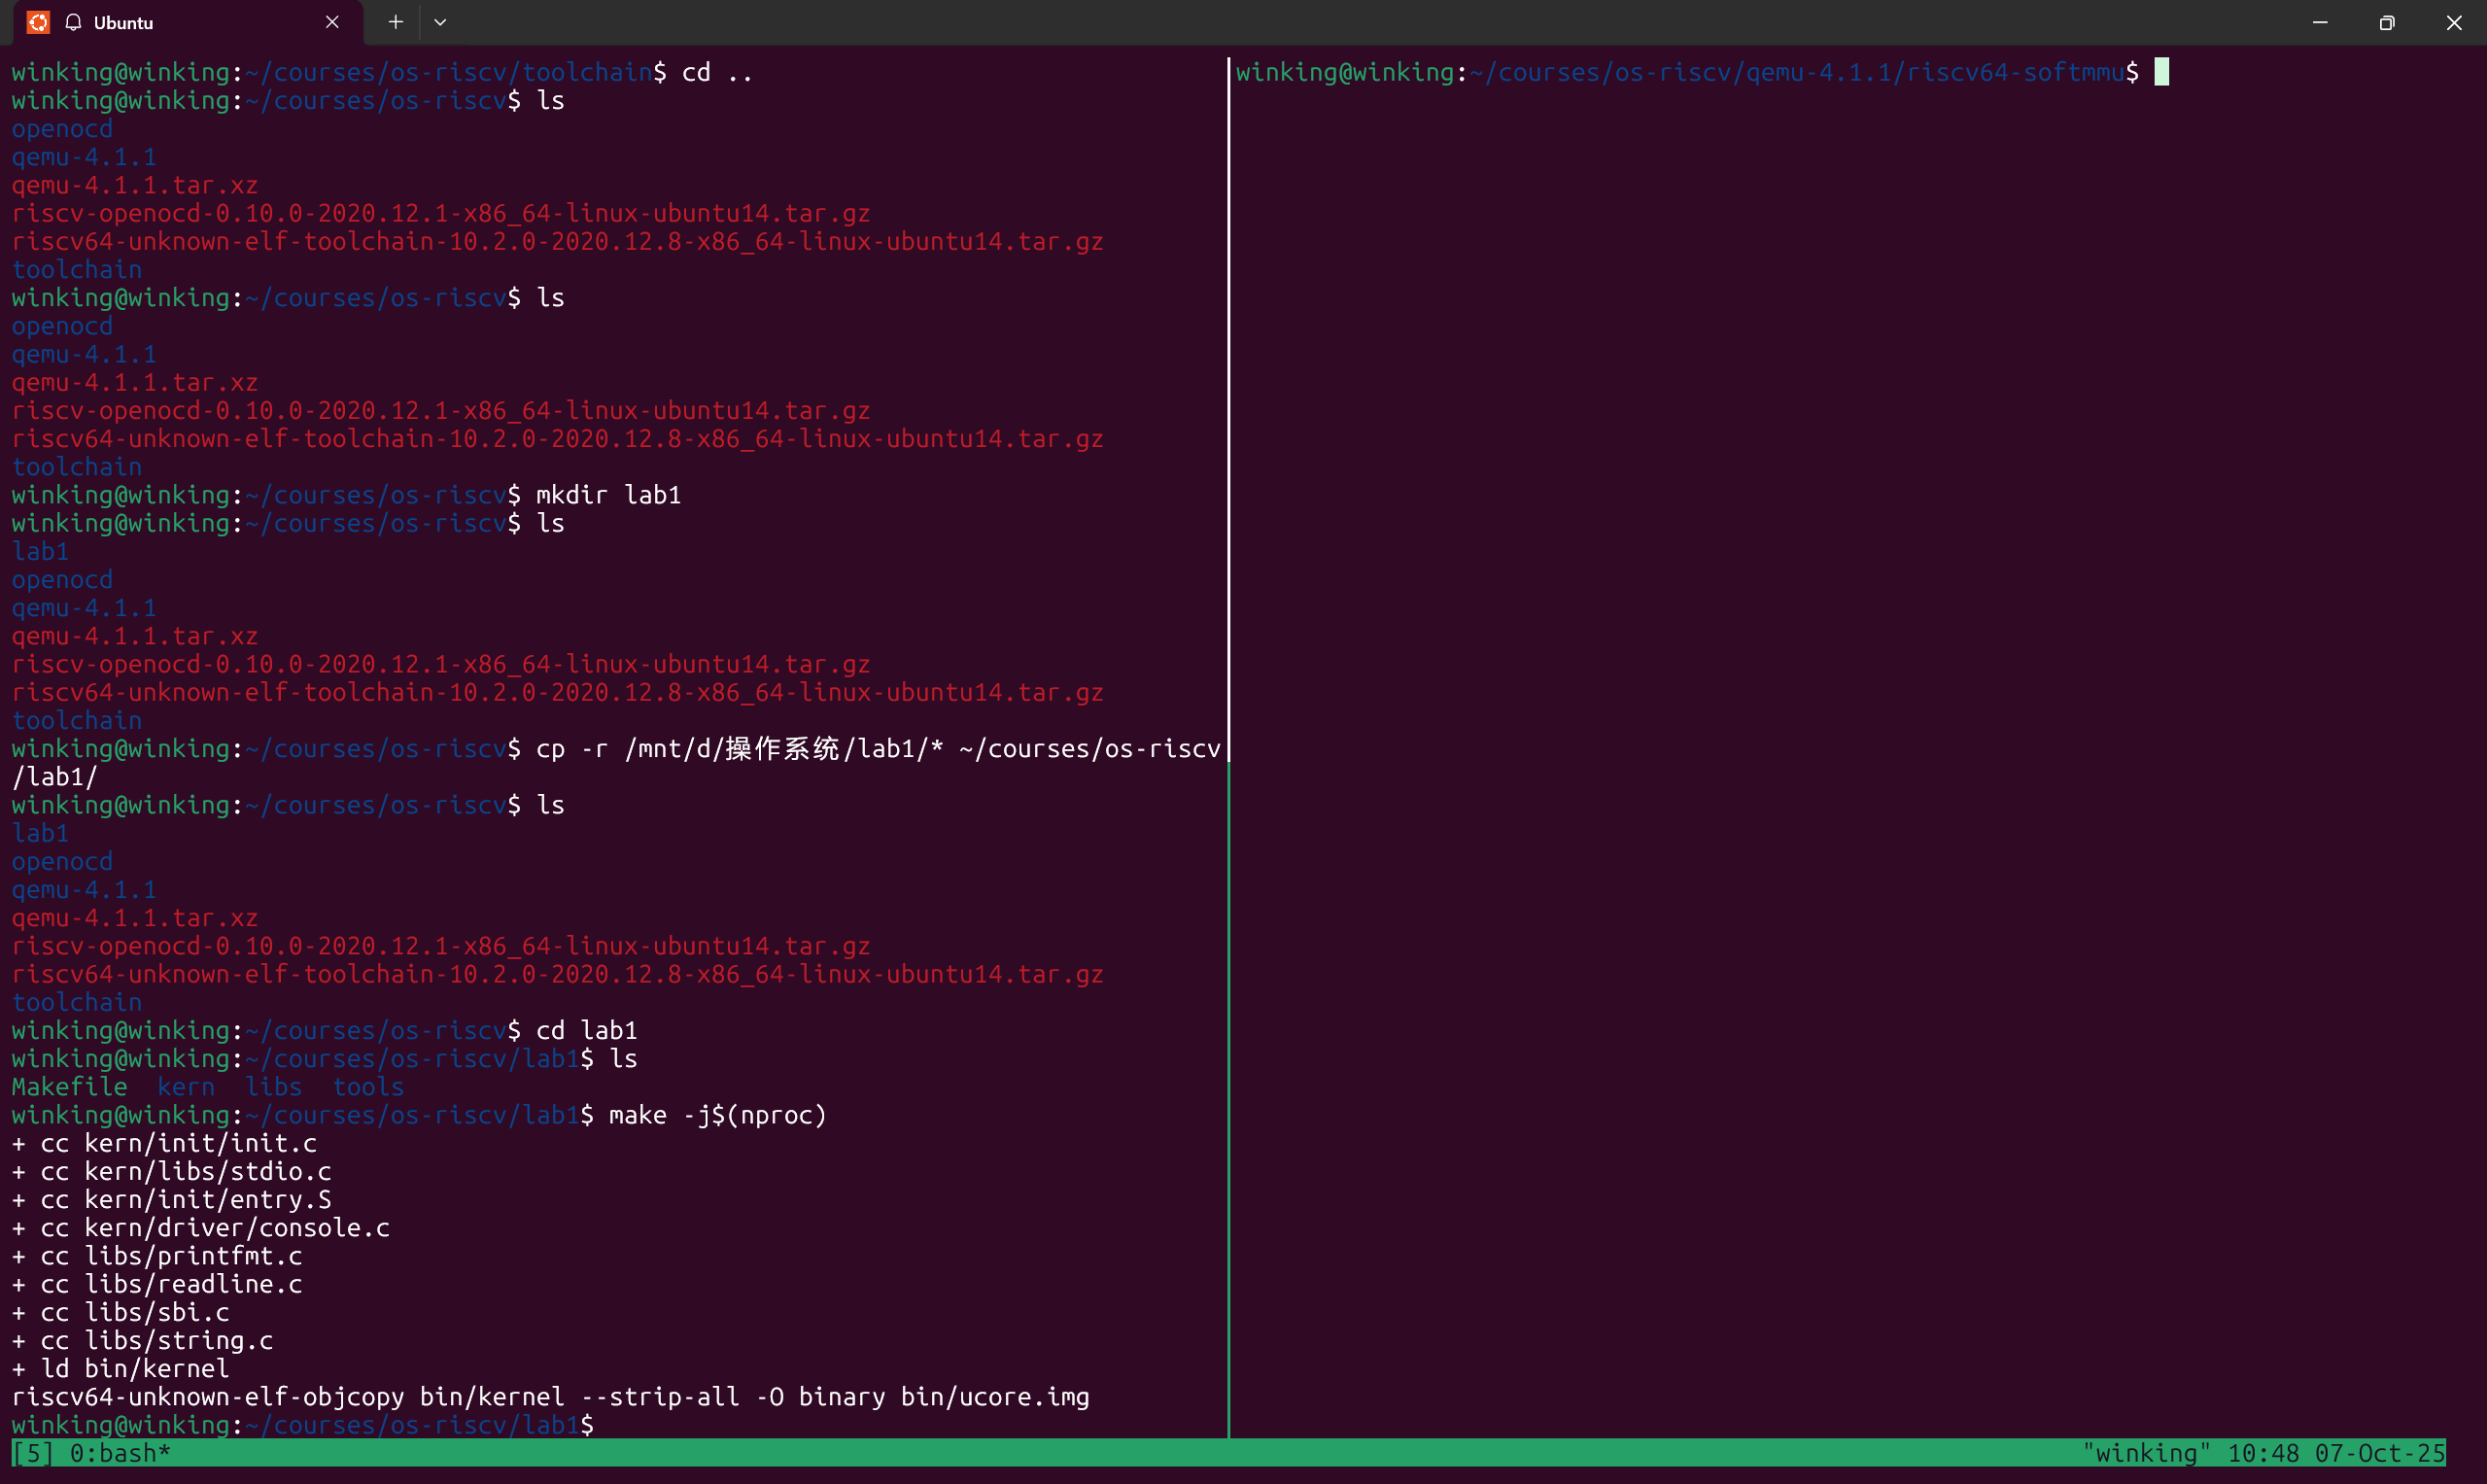 Ubuntu
winking@winking:~/courses/os-riscv/toolchain$ cd ..
winking@winking:~/courses/os-riscv$ ls
openocd
qemu-4.1.1
qemu-4.1.1.tar.xz
riscv-openocd-0.10.0-2020.12.1-x86_64-linux-ubuntu14.tar.gz
riscv64-unknown-elf-toolchain-10.2.0-2020.12.8-x86_64-linux-ubuntu14.tar.gz
toolchain
winking@winking:~/courses/os-riscv$ ls
openocd
qemu-4.1.1
qemu-4.1.1.tar.xz
riscv-openocd-0.10.0-2020.12.1-x86_64-linux-ubuntu14.tar.gz
riscv64-unknown-elf-toolchain-10.2.0-2020.12.8-x86_64-linux-ubuntu14.tar.gz
toolchain
winking@winking:~/courses/os-riscv$ mkdir lab1
winking@winking:~/courses/os-riscv$ ls
lab1
openocd
qemu-4.1.1
qemu-4.1.1.tar.xz
riscv-openocd-0.10.0-2020.12.1-x86_64-linux-ubuntu14.tar.gz
riscv64-unknown-elf-toolchain-10.2.0-2020.12.8-x86_64-linux-ubuntu14.tar.gz
toolchain
winking@winking:~/courses/os-riscv$ cp -r /mnt/d/操作系统/lab1/* ~/courses/os-riscv
/lab1/
winking@winking:~/courses/os-riscv$ ls
lab1
openocd
qemu-4.1.1
qemu-4.1.1.tar.xz
riscv-openocd-0.10.0-2020.12.1-x86_64-linux-ubuntu14.tar.gz
riscv64-unknown-elf-toolchain-10.2.0-2020.12.8-x86_64-linux-ubuntu14.tar.gz
toolchain
winking@winking:~/courses/os-riscv$ cd lab1
winking@winking:~/courses/os-riscv/lab1$ ls
Makefile  kern  libs  tools
winking@winking:~/courses/os-riscv/lab1$ make -j$(nproc)
+ cc kern/init/init.c
+ cc kern/libs/stdio.c
+ cc kern/init/entry.S
+ cc kern/driver/console.c
+ cc libs/printfmt.c
+ cc libs/readline.c
+ cc libs/sbi.c
+ cc libs/string.c
+ ld bin/kernel
riscv64-unknown-elf-objcopy bin/kernel --strip-all -O binary bin/ucore.img
winking@winking:~/courses/os-riscv/lab1$
winking@winking:~/courses/os-riscv/qemu-4.1.1/riscv64-softmmu$
[5] 0:bash*
"winking" 10:48 07-Oct-25